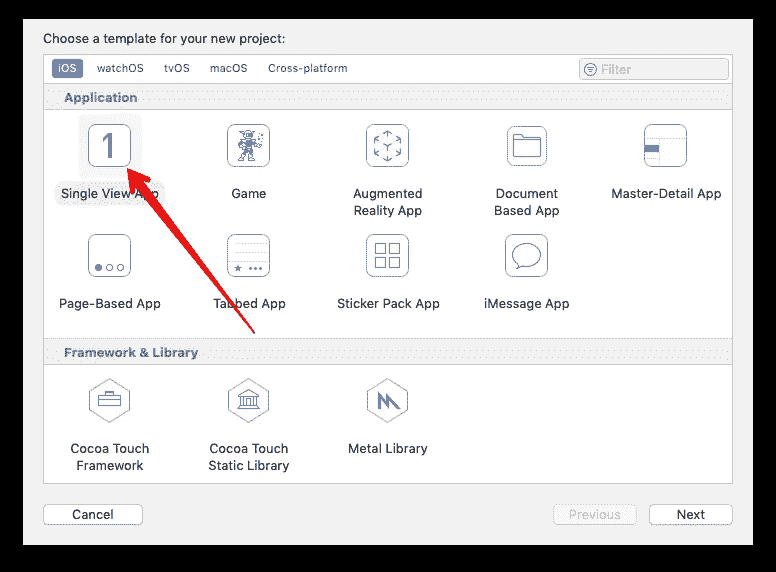 Choose a template for your new project:
iOS watchOS tvOS macOS Cross-platform Filter
Application
1
Single View App Game Augmented Reality App Document Based App Master-Detail App
Page-Based App Tabbed App Sticker Pack App iMessage App
Framework & Library
Cocoa Touch Framework Cocoa Touch Static Library Metal Library
Cancel Previous Next